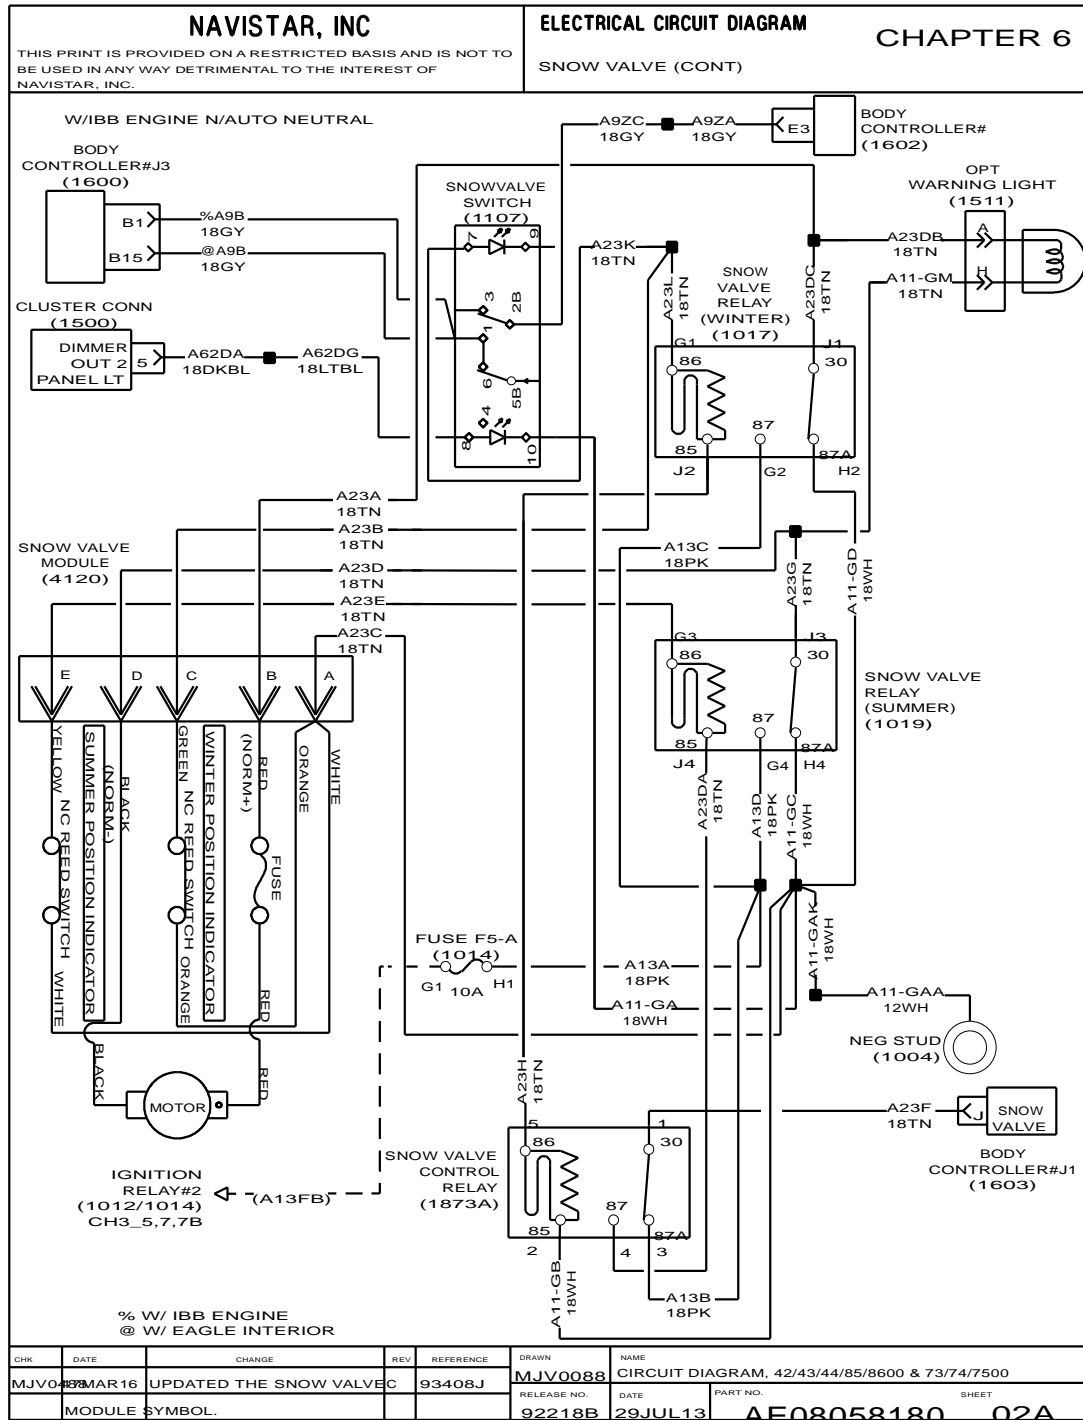 NAVISTAR, INC
THIS PRINT IS PROVIDED ON A RESTRICTED BASIS AND IS NOT TO
BE USED IN ANY WAY DETRIMENTAL TO THE INTEREST OF
NAVISTAR, INC.
ELECTRICAL CIRCUIT DIAGRAM
SNOW VALVE (CONT)
CHAPTER 6
W/IBB ENGINE N/AUTO NEUTRAL
BODY
CONTROLLER#J3
(1600)
B1
B15
%A9B
18GY
@A9B
18GY
CLUSTER CONN
(1500)
DIMMER
OUT 2
PANEL LT
5
A62DA
18DKBL
A62DG
18LTBL
SNOWVALVE
SWITCH
(1107)
7
9
3
2B
1
6
5B
4
8
10
A9ZC
18GY
A9ZA
18GY
E3
BODY
CONTROLLER#
(1602)
OPT
WARNING LIGHT
(1511)
A
H
A23DB
18TN
A11-GM
18TN
A23K
18TN
A23L
18TN
A23DC
18TN
SNOW
VALVE
RELAY
(WINTER)
(1017)
G1
J1
86
30
87
85
87A
J2
G2
H2
A23A
18TN
A23B
18TN
A23D
18TN
A23E
18TN
A23C
18TN
A13C
18PK
A23G
18TN
A11-GD
18WH
SNOW VALVE
MODULE
(4120)
E
D
C
B
A
YELLOW
NC REED SWITCH
WHITE
SUMMER POSITION INDICATOR
BLACK
(NORM-)
GREEN
NC REED SWITCH
ORANGE
WINTER POSITION INDICATOR
RED
(NORM+)
FUSE
ORANGE
WHITE
RED
BLACK
RED
MOTOR
G3
J3
86
30
87
85
87A
J4
G4
H4
SNOW VALVE
RELAY
(SUMMER)
(1019)
A23DA
18TN
A13D
18PK
A11-GC
18WH
A11-GAK
18WH
FUSE F5-A
(1014)
G1
10A
H1
A13A
18PK
A11-GA
18WH
A11-GAA
12WH
NEG STUD
(1004)
A23H
18TN
A23F
18TN
J
SNOW
VALVE
BODY
CONTROLLER#J1
(1603)
SNOW VALVE
CONTROL
RELAY
(1873A)
5
1
86
30
87
85
87A
2
4
3
A11-GB
18WH
A13B
18PK
IGNITION
RELAY#2
(1012/1014)
CH3_5,7,7B
(A13FB)
% W/ IBB ENGINE
@ W/ EAGLE INTERIOR
CHK DATE CHANGE REV REFERENCE
UPDATED THE SNOW VALVE C 93408J
MODULE SYMBOL.
DRAWN
MJV0088
NAME
CIRCUIT DIAGRAM, 42/43/44/85/8600 & 73/74/7500
RELEASE NO.
92218B
DATE
29JUL13
PART NO.
AE08058180
SHEET
02A